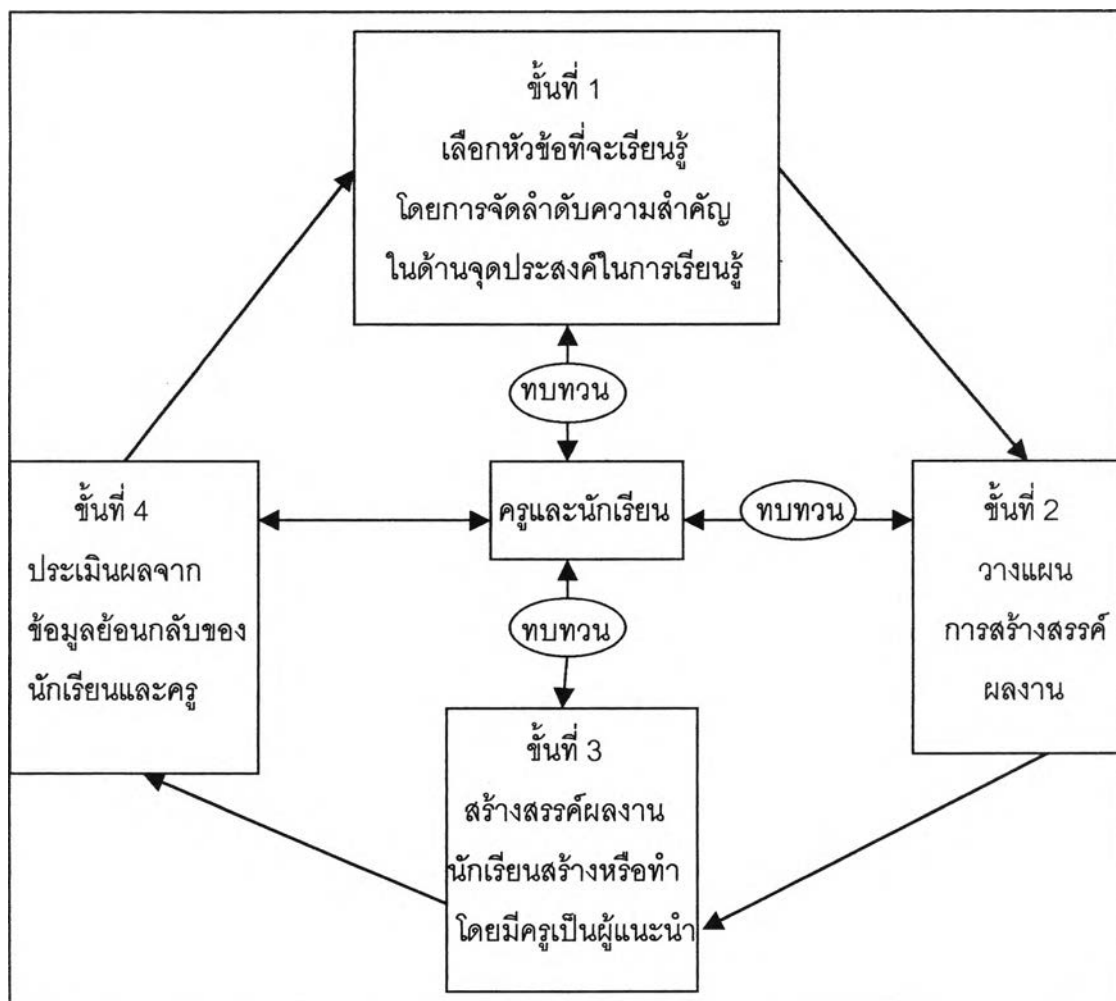 ขั้นที่ 1
เลือกหัวข้อที่จะเรียนรู้
โดยการจัดลำดับความสำคัญ
ในด้านจุดประสงค์ในการเรียนรู้
ทบทวน
ครูและนักเรียน
ทบทวน
ขั้นที่ 2
วางแผน
การสร้างสรรค์
ผลงาน
ทบทวน
ขั้นที่ 3
สร้างสรรค์ผลงาน
นักเรียนสร้างหรือทำ
โดยมีครูเป็นผู้แนะนำ
ขั้นที่ 4
ประเมินผลจาก
ข้อมูลย้อนกลับของ
นักเรียนและครู